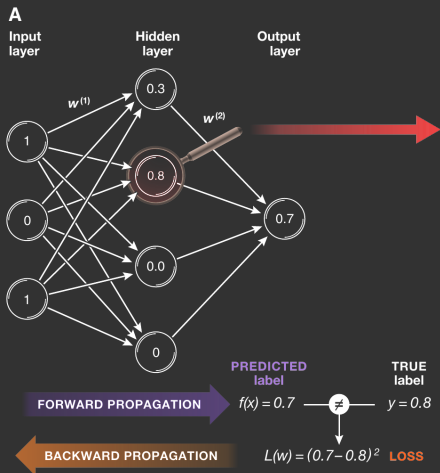 A
Input
layer
Hidden
layer
Output
layer
w(1)
w(2)
1
0
1
0.3
0.8
0.0
0
0.7
PREDICTED
label
TRUE
label
FORWARD PROPAGATION
f(x) = 0.7
≠
y = 0.8
BACKWARD PROPAGATION
L(w) = (0.7 – 0.8)²
LOSS